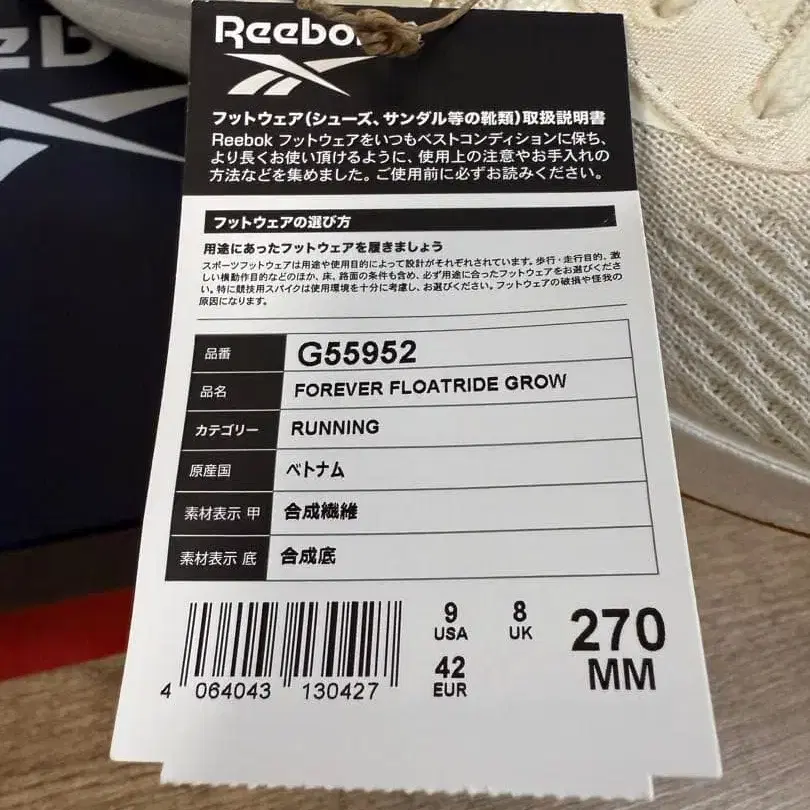 Reebok
フットウェア(シューズ、サンダル等の靴類)取扱説明書
Reebok フットウェアをいつもベストコンディションに保ち、
より長くお使い頂けるように、使用上の注意やお手入れの
方法などを集めました。ご使用前に必ずお読みください。
フットウェアの選び方
用途にあったフットウェアを履きましょう
スポーツフットウェアは用途や使用目的によって設計がそれぞれされています。歩行・走行目的、激
しい横動作目的などのほか、床、路面の条件も含め、必ず用途に合ったフットウェアをお選びくださ
い。特に競技用スパイクは使用環境を十分に考慮し、お選びください。フットウェアの破損や怪我の
原因になります。
品番 G55952
品名 FOREVER FLOATRIDE GROW
カテゴリー RUNNING
原産国 ベトナム
素材表示 甲 合成繊維
素材表示 底 合成底
9 USA 8 UK
42 EUR
270 MM
4 064043 130427